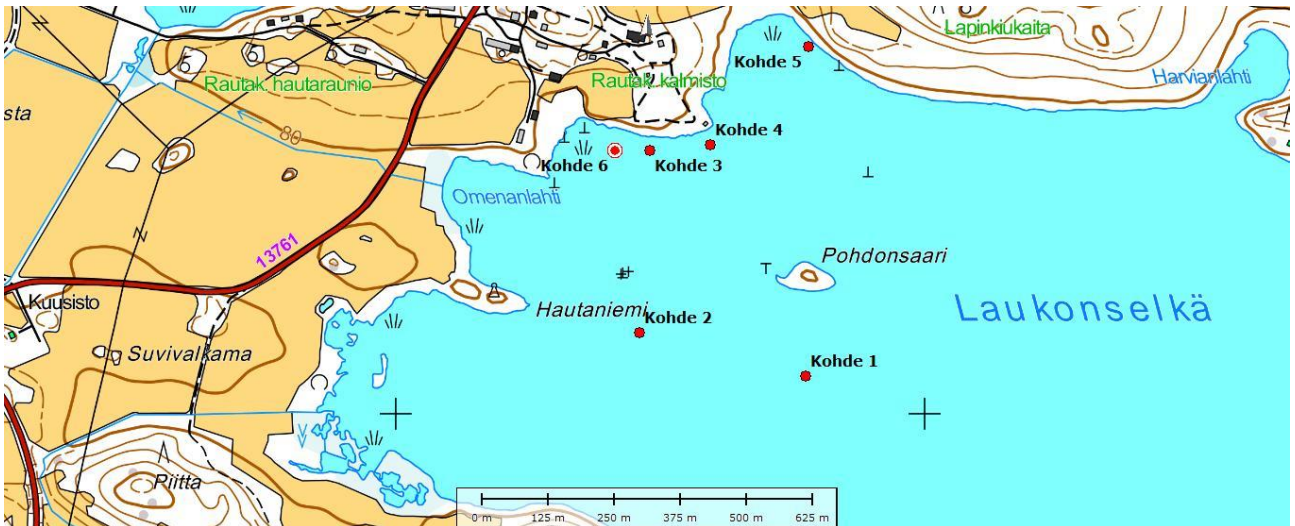 Lapinkiukaita
Kohde 5
Rautak. hautaraunio
Rautak. kalmisto
Harvianlahti
sta
80
Kohde 4
Kohde 6
Kohde 3
Omenanlahti
13761
Pohdonsaari
Kuusisto
Hautaniemi
Kohde 2
Laukonselkä
Suvivalkama
Kohde 1
Piitta
0 m 125 m 250 m 375 m 500 m 625 m